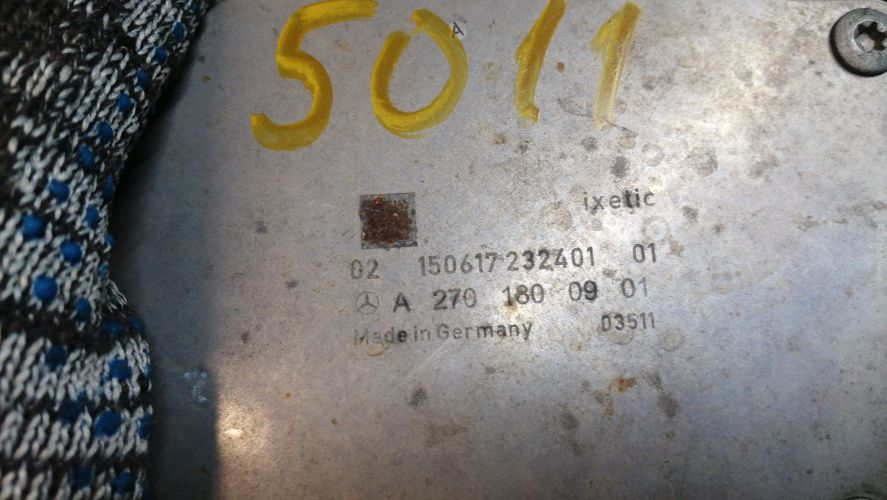 5011
A
ixetic
02 150617 232401 01
A 270 180 09 01
Made in Germany 03511